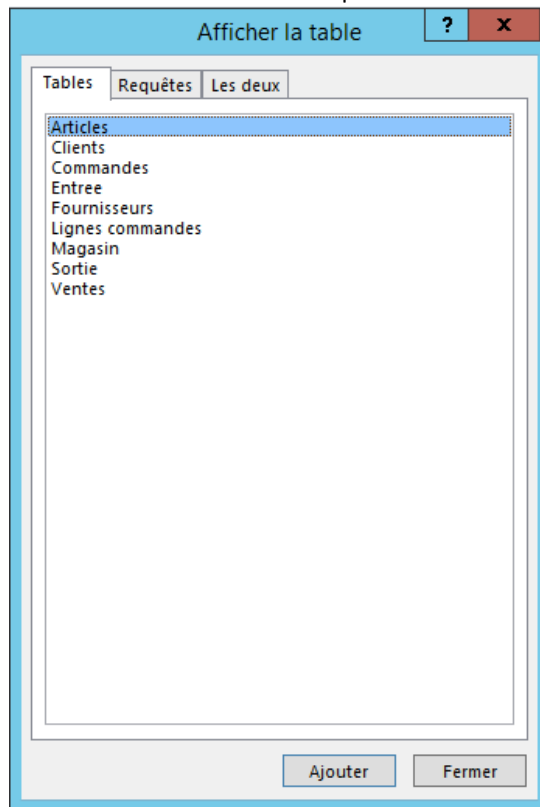 Afficher la table
? x
Tables Requêtes Les deux
Articles
Clients
Commandes
Entree
Fournisseurs
Lignes commandes
Magasin
Sortie
Ventes
Ajouter Fermer